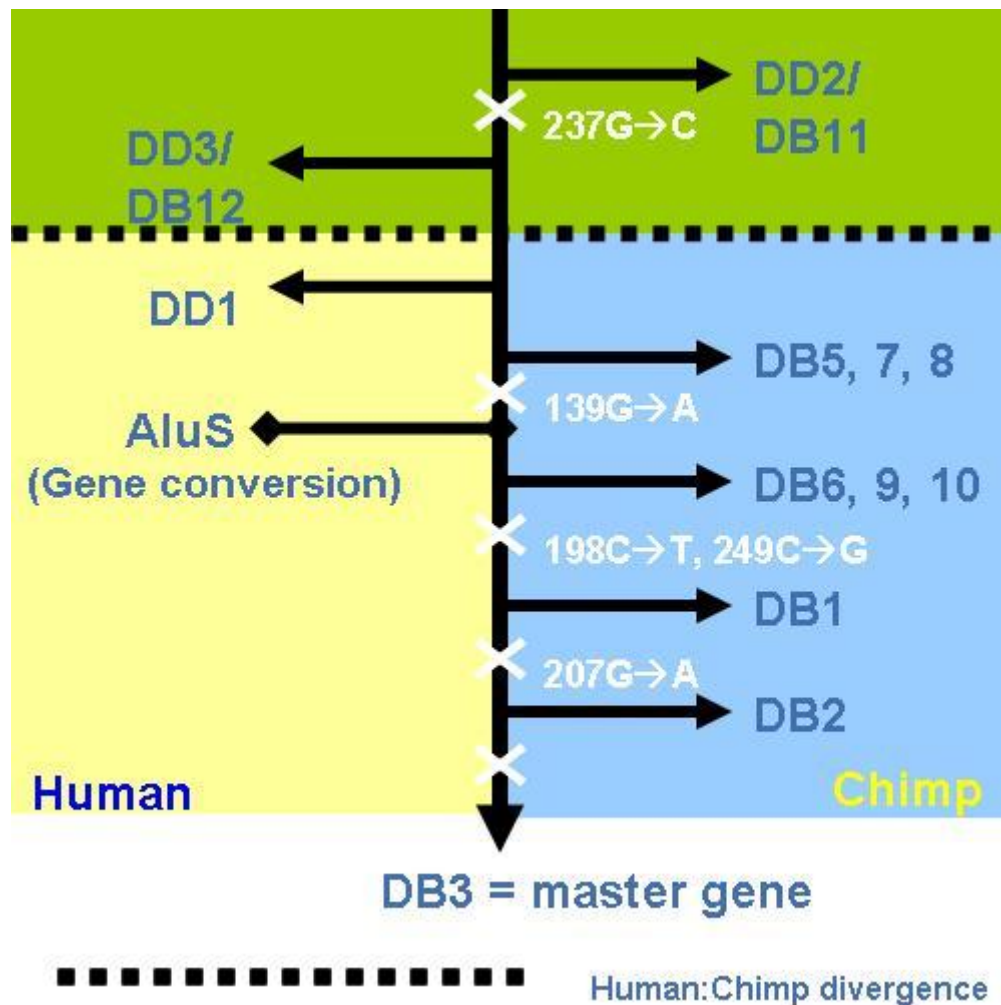 DD2/
DB11
237G→C
DD3/
DB12
DD1
DB5, 7, 8
139G→A
AluS
(Gene conversion)
DB6, 9, 10
198C→T, 249C→G
DB1
207G→A
DB2
Human
Chimp
DB3 = master gene
Human:Chimp divergence